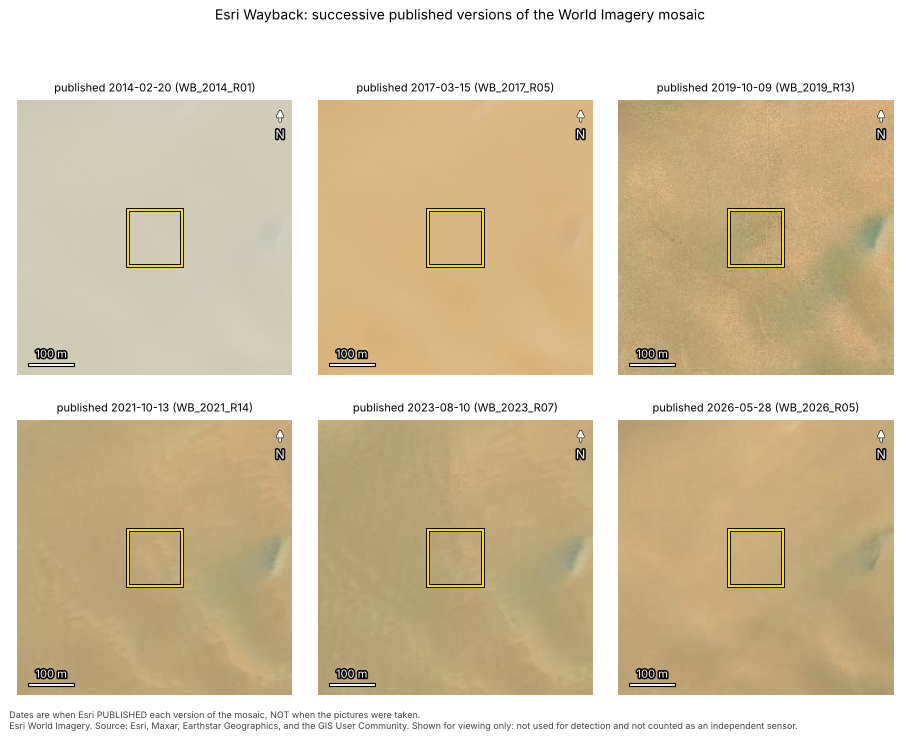 Esri Wayback: successive published versions of the World Imagery mosaic
published 2014-02-20 (WB_2014_R01)
published 2017-03-15 (WB_2017_R05)
published 2019-10-09 (WB_2019_R13)
N
N
N
100 m
100 m
100 m
published 2021-10-13 (WB_2021_R14)
published 2023-08-10 (WB_2023_R07)
published 2026-05-28 (WB_2026_R05)
N
N
N
100 m
100 m
100 m
Dates are when Esri PUBLISHED each version of the mosaic, NOT when the pictures were taken.
Esri World Imagery. Source: Esri, Maxar, Earthstar Geographics, and the GIS User Community. Shown for viewing only: not used for detection and not counted as an independent sensor.